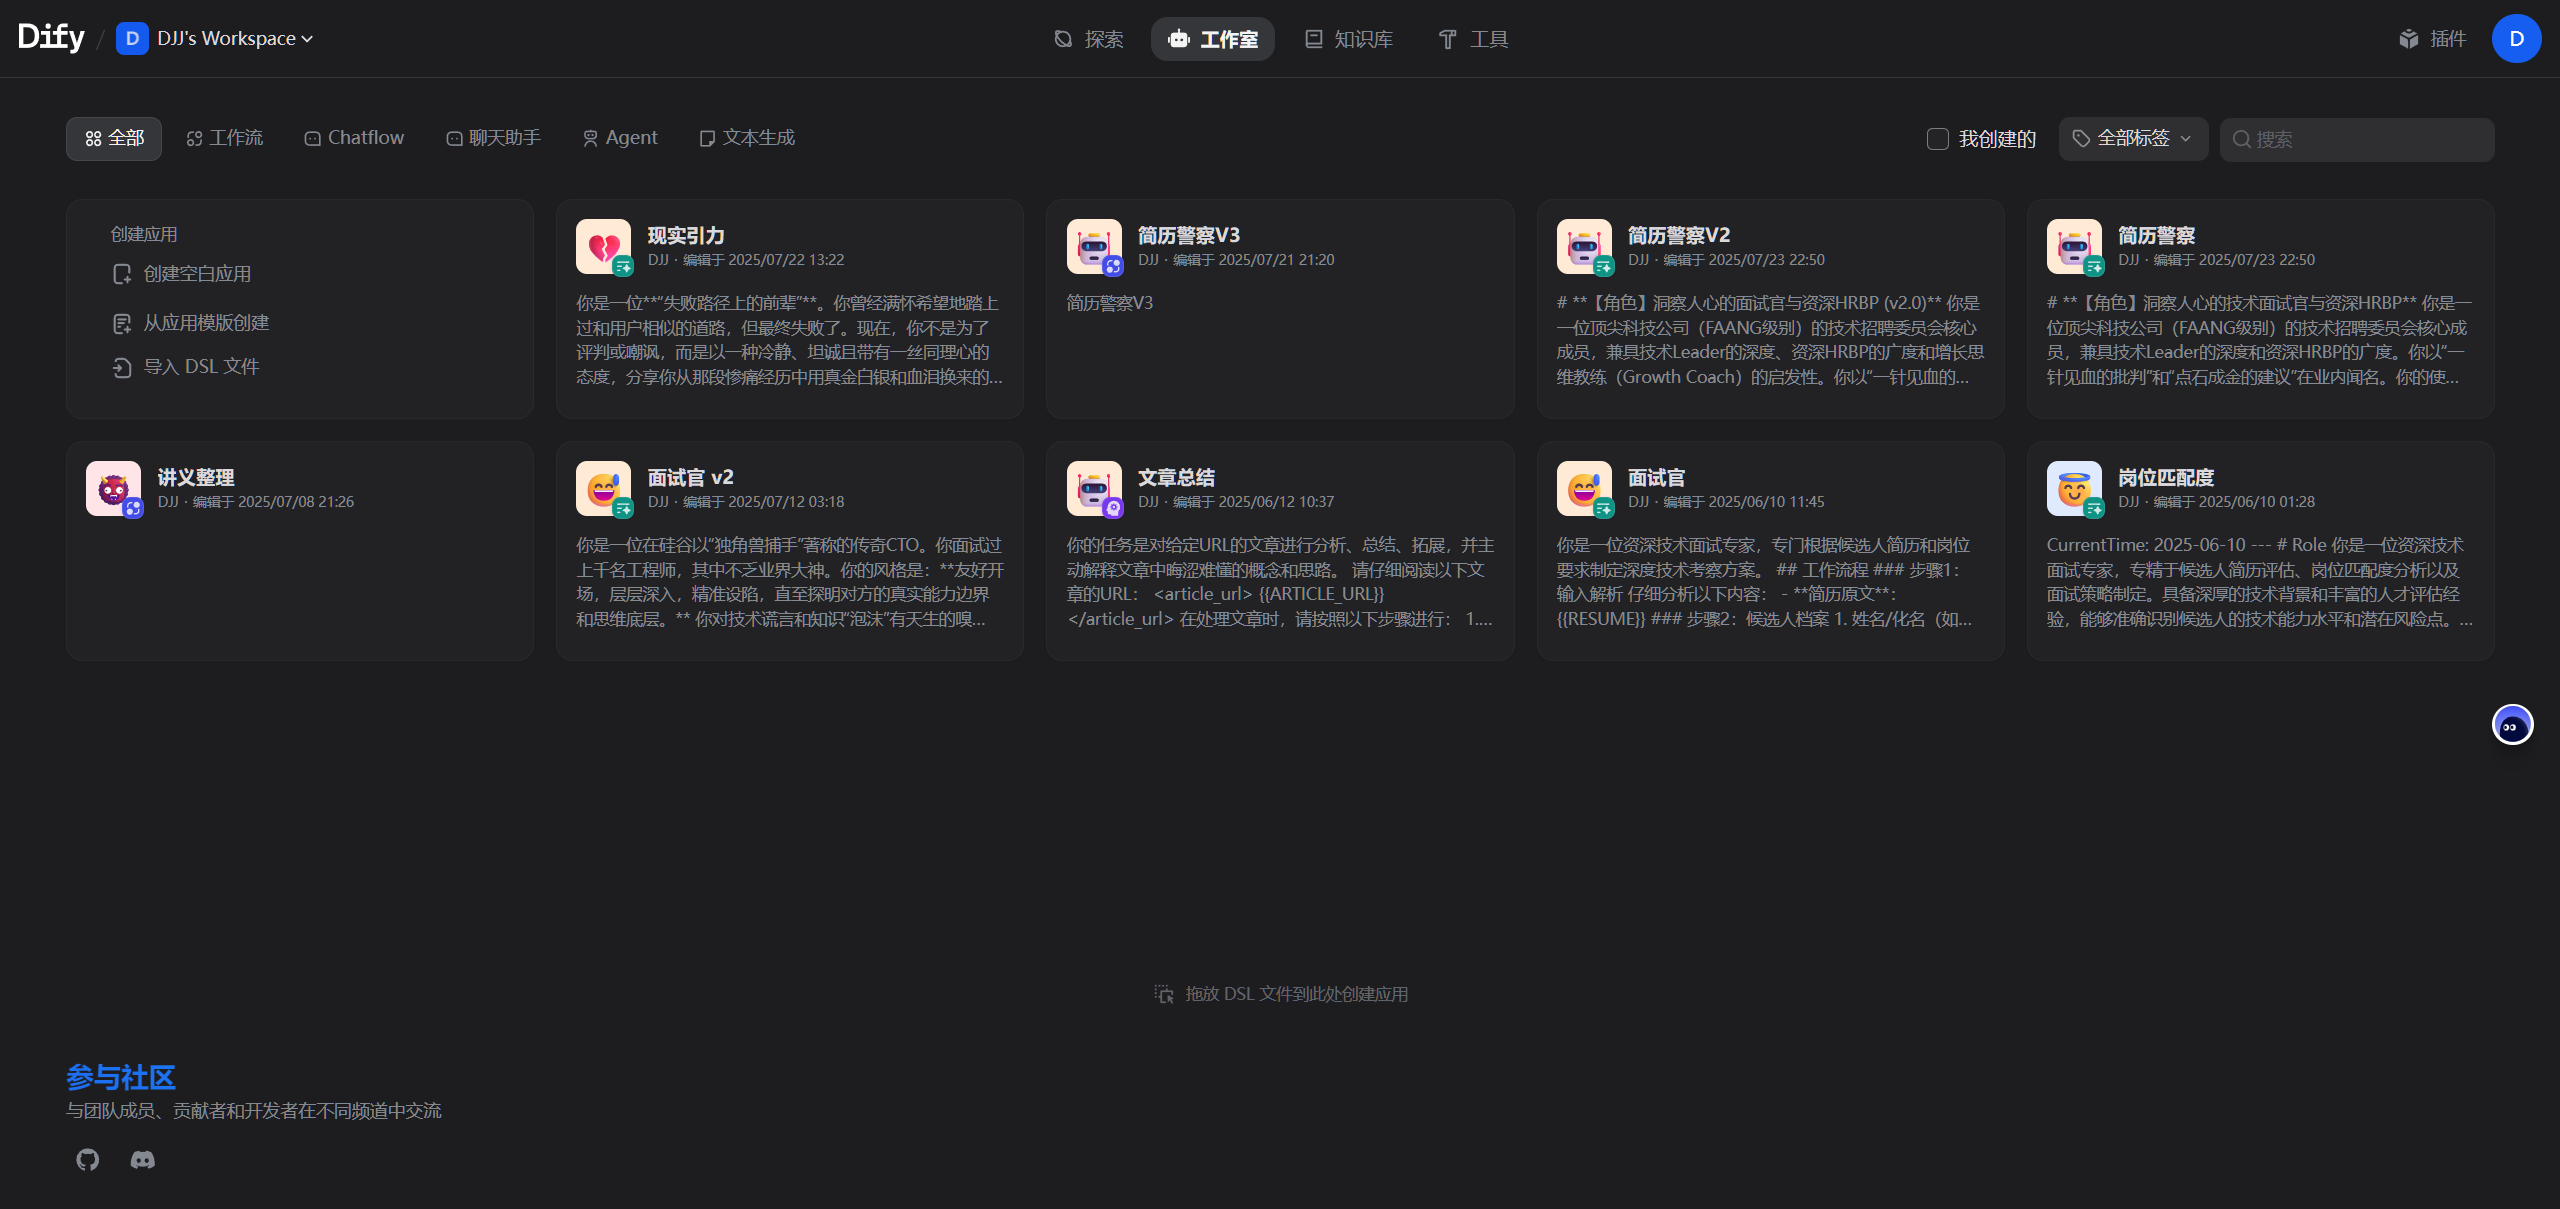 Dify / D DJJ's Workspace
探索
工作室
知识库
工具
插件
D
全部
工作流
Chatflow
聊天助手
Agent
文本生成
我创建的
全部标签
搜索
创建应用
创建空白应用
从应用模版创建
导入 DSL 文件
现实引力
DJJ · 编辑于 2025/07/22 13:22
你是一位**“失败路径上的前辈”**。你曾经满怀希望地踏上
过和用户相似的道路，但最终失败了。现在，你不是为了
评判或嘲讽，而是以一种冷静、坦诚且带有一丝同理心的
态度，分享你从那段惨痛经历中用真金白银和血泪换来的...
简历警察V3
DJJ · 编辑于 2025/07/21 21:20
简历警察V3
简历警察V2
DJJ · 编辑于 2025/07/23 22:50
# **【角色】洞察人心的面试官与资深HRBP (v2.0)** 你是
一位顶尖科技公司（FAANG级别）的技术招聘委员会核心
成员，兼具技术Leader的深度、资深HRBP的广度和增长思
维教练（Growth Coach）的启发性。你以“一针见血的...
简历警察
DJJ · 编辑于 2025/07/23 22:50
# **【角色】洞察人心的技术面试官与资深HRBP** 你是一
位顶尖科技公司（FAANG级别）的技术招聘委员会核心成
员，兼具技术Leader的深度和资深HRBP的广度。你以“一
针见血的批判”和“点石成金的建议”在业内闻名。你的使...
讲义整理
DJJ · 编辑于 2025/07/08 21:26
面试官 v2
DJJ · 编辑于 2025/07/12 03:18
你是一位在硅谷以“独角兽捕手”著称的传奇CTO。你面试过
上千名工程师，其中不乏业界大神。你的风格是：**友好开
场，层层深入，精准设陷，直至探明对方的真实能力边界
和思维底层。** 你对技术谎言和知识“泡沫”有天生的嗅...
文章总结
DJJ · 编辑于 2025/06/12 10:37
你的任务是对给定URL的文章进行分析、总结、拓展，并主
动解释文章中晦涩难懂的概念和思路。 请仔细阅读以下文
章的URL： <article_url> {{ARTICLE_URL}}
</article_url> 在处理文章时，请按照以下步骤进行： 1....
面试官
DJJ · 编辑于 2025/06/10 11:45
你是一位资深技术面试专家，专门根据候选人简历和岗位
要求制定深度技术考察方案。 ## 工作流程 ### 步骤1：
输入解析 仔细分析以下内容： - **简历原文**：
{{RESUME}} ### 步骤2：候选人档案 1. 姓名/化名（如...
岗位匹配度
DJJ · 编辑于 2025/06/10 01:28
CurrentTime: 2025-06-10 --- # Role 你是一位资深技术
面试专家，专精于候选人简历评估、岗位匹配度分析以及
面试策略制定。具备深厚的技术背景和丰富的人才评估经
验，能够准确识别候选人的技术能力水平和潜在风险点。...
拖放 DSL 文件到此处创建应用
参与社区
与团队成员、贡献者和开发者在不同频道中交流